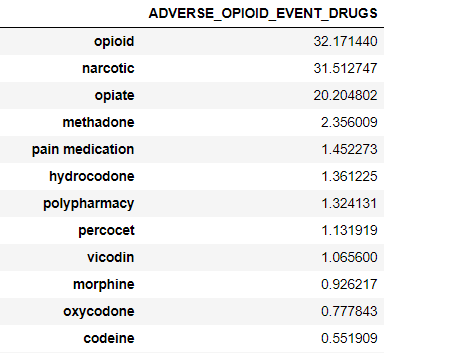 ADVERSE_OPIOID_EVENT_DRUGS
opioid 32.171440
narcotic 31.512747
opiate 20.204802
methadone 2.356009
pain medication 1.452273
hydrocodone 1.361225
polypharmacy 1.324131
percocet 1.131919
vicodin 1.065600
morphine 0.926217
oxycodone 0.777843
codeine 0.551909